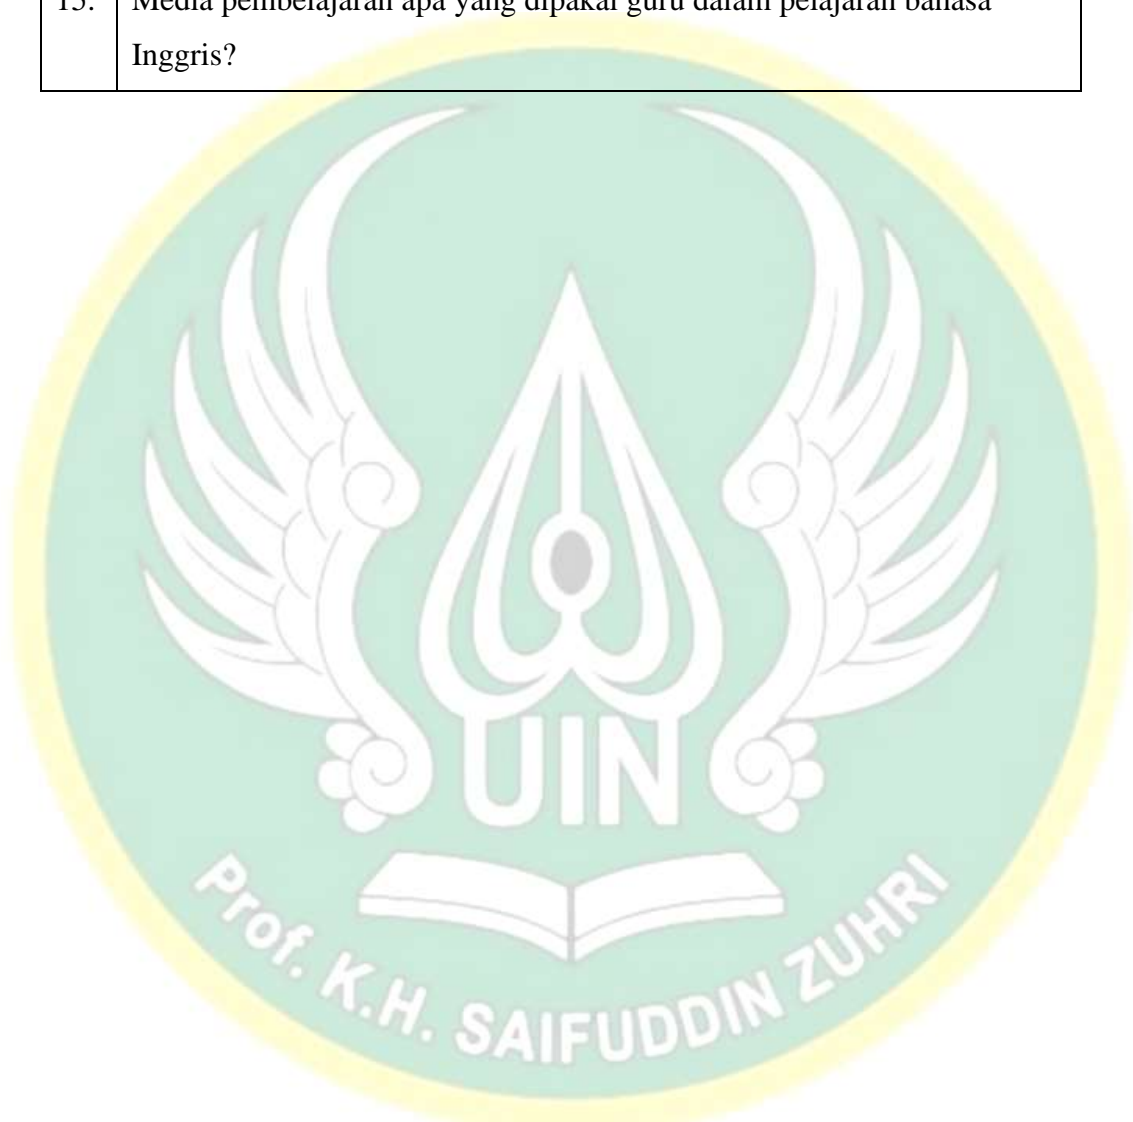 15. Media pembelajaran apa yang dipakai guru dalam pelajaran bahasa
Inggris?
UIN
Prof. K.H. SAIFUDDIN ZUHRI